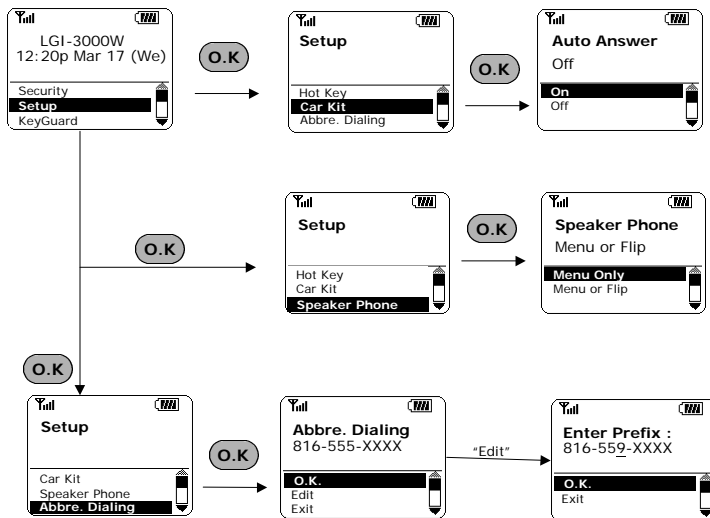 LGI-3000W
12:20p Mar 17 (We)
Security
Setup
KeyGuard
O.K
Setup
Hot Key
Car Kit
Abbre. Dialing
O.K
Auto Answer
Off
On
Off
O.K
Setup
Hot Key
Car Kit
Speaker Phone
O.K
Speaker Phone
Menu or Flip
Menu Only
Menu or Flip
O.K
Setup
Car Kit
Speaker Phone
Abbre. Dialing
O.K
Abbre. Dialing
816-555-XXXX
O.K.
Edit
Exit
"Edit"
Enter Prefix :
816-559-XXXX
O.K.
Exit